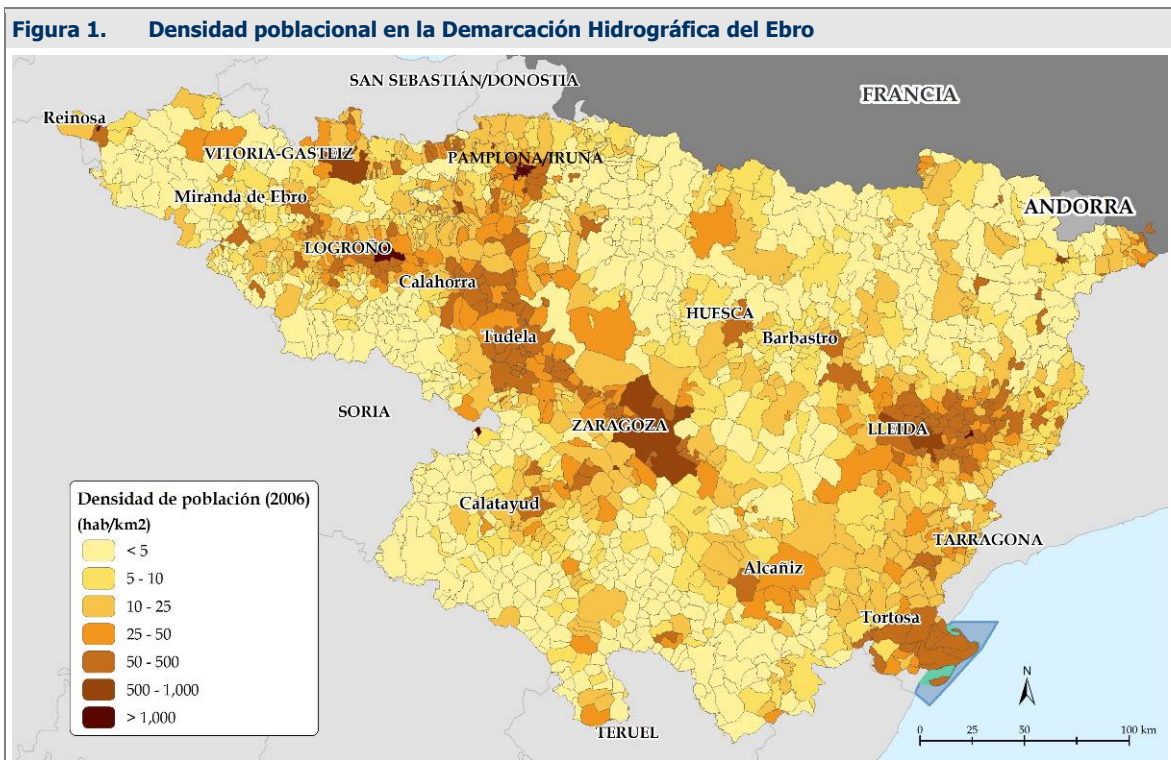 Figura 1. Densidad poblacional en la Demarcación Hidrográfica del Ebro
SAN SEBASTIÁN/DONOSTIA
FRANCIA
Reinosa
VITORIA-GASTEIZ
PAMPLONA/IRUÑA
Miranda de Ebro
ANDORRA
LOGROÑO
Calahorra
HUESCA
Tudela
Barbastro
SORIA
ZARAGOZA
LLEIDA
Calatayud
TARRAGONA
Alcañiz
Tortosa
TERUEL
Densidad de población (2006)
(hab/km2)
< 5
5 - 10
10 - 25
25 - 50
50 - 500
500 - 1,000
> 1,000
N
0 25 50 100 km